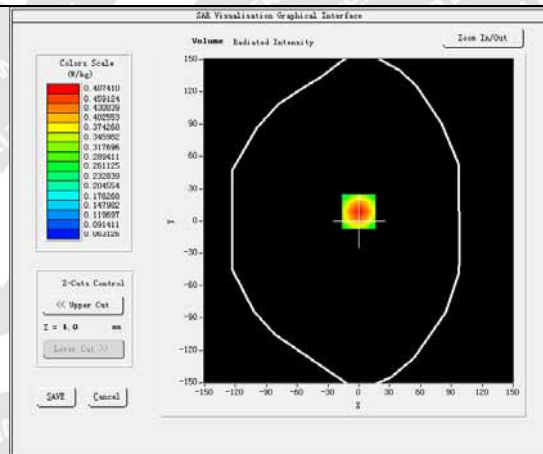 SAR Visualisation Graphical Interface
Volume Radiated Intensity
Zoom In/Out
Colors Scale
(W/kg)
0.487410
0.459124
0.430839
0.402553
0.374268
0.345982
0.317696
0.289411
0.261125
0.232839
0.204554
0.176268
0.147982
0.119697
0.091411
0.063126
150
120
90
60
30
0
-30
-60
-90
-120
-150
Y
-150 -120 -90 -60 -30 0 30 60 90 120 150
X
Z-Cuts Control
<< Upper Cut
Z = 4.0 mm
Lower Cut >>
SAVE
Cancel